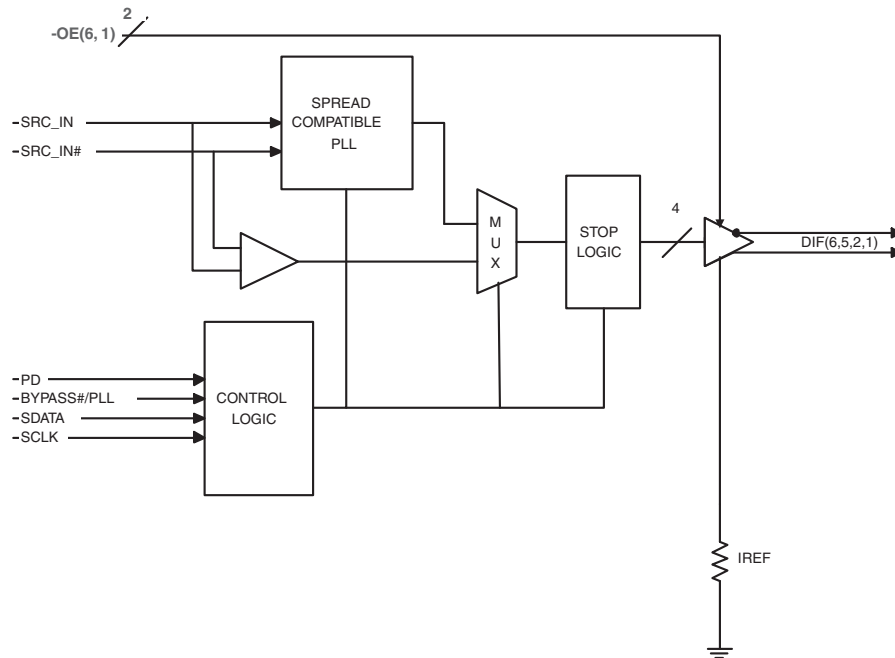 2
-OE(6, 1)
SPREAD
COMPATIBLE
PLL
-SRC_IN
-SRC_IN#
M
U
X
STOP
LOGIC
4
DIF(6,5,2,1)
-PD
-BYPASS#/PLL
-SDATA
-SCLK
CONTROL
LOGIC
IREF